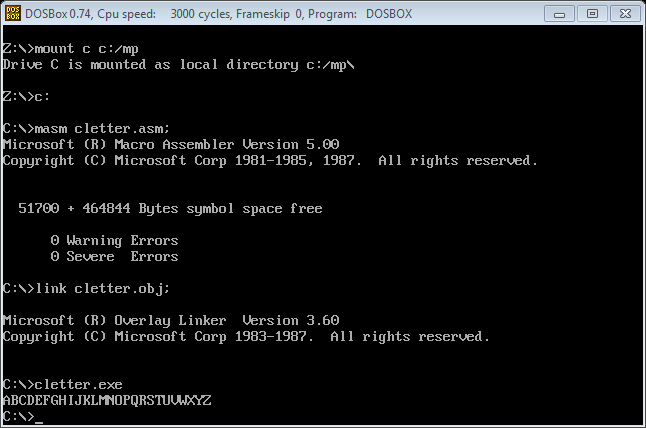 DOSBox 0.74, Cpu speed: 3000 cycles, Frameskip 0, Program: DOSBOX
Z:\>mount c c:/mp
Drive C is mounted as local directory c:/mp\
Z:\>c:
C:\>masm cletter.asm;
Microsoft (R) Macro Assembler Version 5.00
Copyright (C) Microsoft Corp 1981-1985, 1987.  All rights reserved.
51700 + 464844 Bytes symbol space free
0 Warning Errors
0 Severe  Errors
C:\>link cletter.obj;
Microsoft (R) Overlay Linker  Version 3.60
Copyright (C) Microsoft Corp 1983-1987.  All rights reserved.
C:\>cletter.exe
ABCDEFGHIJKLMNOPQRSTUVWXYZ
C:\>_